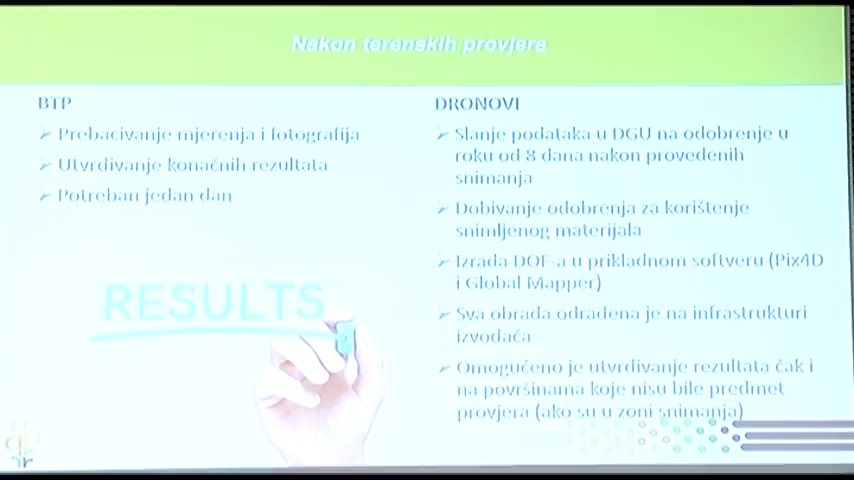 Nakon terenskih provjera
BTP
Prebacivanje mjerenja i fotografija
Utvrđivanje konačnih rezultata
Potreban jedan dan
RESULTS
DRONOVI
Slanje podataka u DGU na odobrenje u
roku od 8 dana nakon provedenih
snimanja
Dobivanje odobrenja za korištenje
snimljenog materijala
Izrada DOF-a u prikladnom softveru (Pix4D
i Global Mapper)
Sva obrada odrađena je na infrastrukturi
izvođača
Omogućeno je utvrđivanje rezultata čak i
na površinama koje nisu bile predmet
provjera (ako su u zoni snimanja)